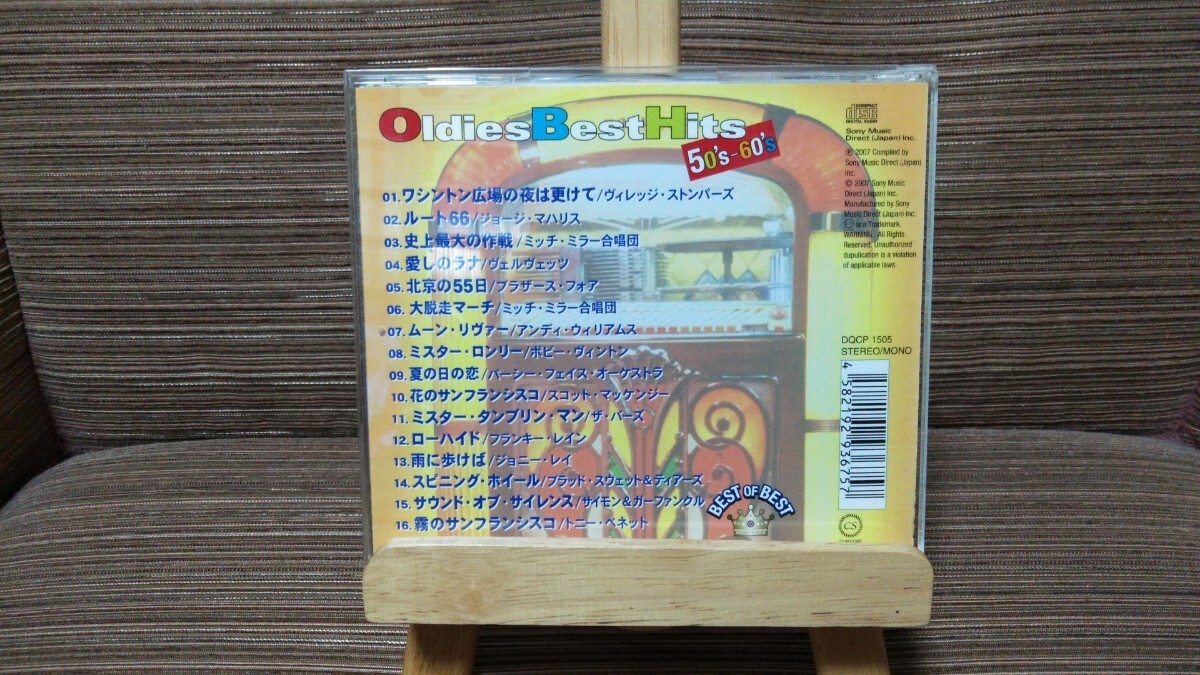 OldiesBestHits
50's-60's
01.ワシントン広場の夜は更けて/ヴィレッジ・ストンパーズ
02.ルート66/ジョージ・マハリス
03.史上最大の作戦/ミッチ・ミラー合唱団
04.愛しのラナ/ヴェルヴェッツ
05.北京の55日/ブラザース・フォア
06.大脱走マーチ/ミッチ・ミラー合唱団
07.ムーン・リヴァー/アンディ・ウィリアムス
08.ミスター・ロンリー/ボビー・ヴィントン
09.夏の日の恋/パーシー・フェイス・オーケストラ
10.花のサンフランシスコ/スコット・マッケンジー
11.ミスター・タンブリン・マン/ザ・バーズ
12.ローハイド/フランキー・レイン
13.雨に歩けば/ジョニー・レイ
14.スピニング・ホイール/ブラッド・スウェット&ティアーズ
15.サウンド・オブ・サイレンス/サイモン&ガーファンクル
16.霧のサンフランシスコ/トニー・ベネット
BEST OF BEST
COMPACT
disc
DIGITAL AUDIO
Sony Music
Direct (Japan) Inc.
℗ 2007 Compiled by
Sony Music Direct (Japan)
Inc.
© 2007 Sony Music
Direct (Japan) Inc.
Manufactured by Sony
Music Direct (Japan) Inc.
is a Trademark.
WARNING: All Rights
Reserved. Unauthorized
duplication is a violation
of applicable laws.
DQCP 1505
STEREO/MONO
4 582192 936757
CS